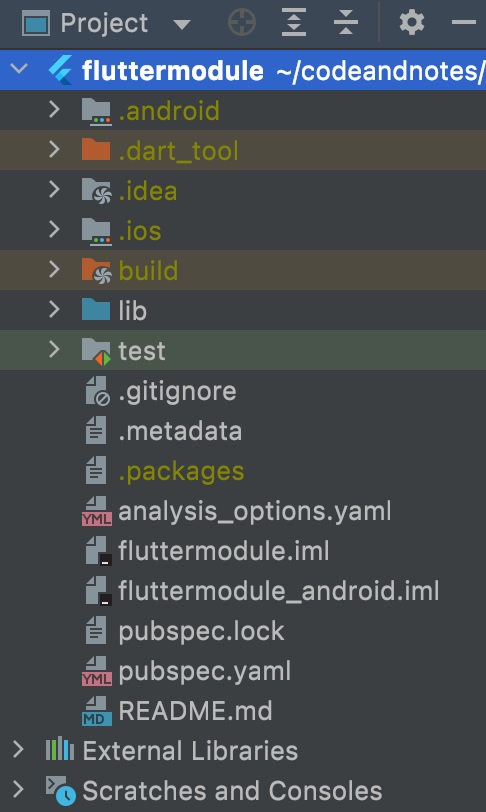 Project
fluttermodule ~/codeandnotes/
.android
.dart_tool
.idea
.ios
build
lib
test
.gitignore
.metadata
.packages
YML analysis_options.yaml
fluttermodule.iml
fluttermodule_android.iml
pubspec.lock
YML pubspec.yaml
MD README.md
External Libraries
Scratches and Consoles